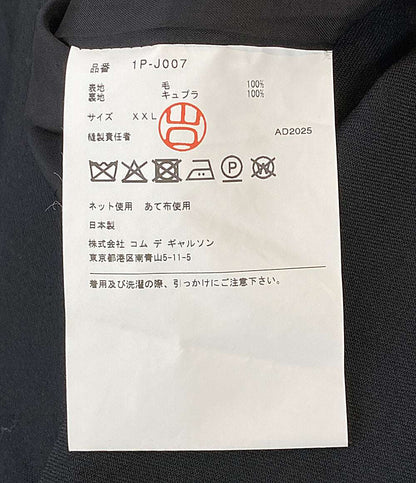 品番 1P-J007
表地 毛 100%
裏地 キュプラ 100%
サイズ XXL
縫製責任者 AD2025
P W
ネット使用 あて布使用
日本製
株式会社 コム デ ギャルソン
東京都港区南青山5-11-5
着用及び洗濯の際、引っかけにご注意下さい。